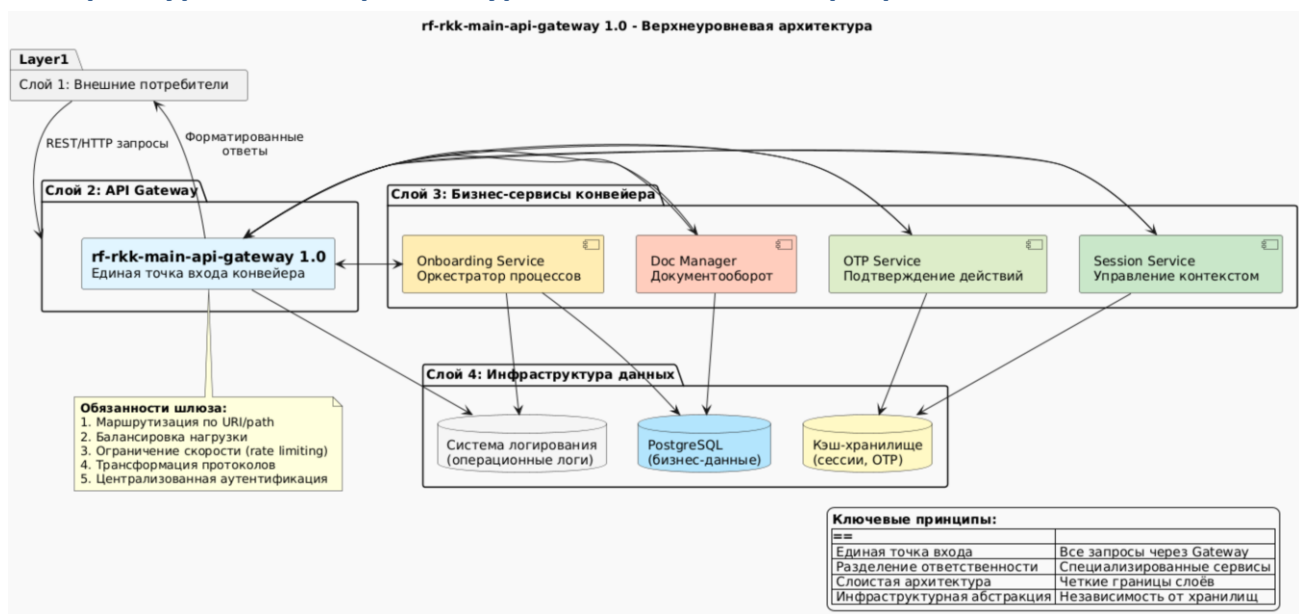 rf-rkk-main-api-gateway 1.0 - Верхнеуровневая архитектура
Layer1
Слой 1: Внешние потребители
REST/HTTP запросы
Форматированные
ответы
Слой 2: API Gateway
rf-rkk-main-api-gateway 1.0
Единая точка входа конвейера
Слой 3: Бизнес-сервисы конвейера
Onboarding Service
Оркестратор процессов
Doc Manager
Документооборот
OTP Service
Подтверждение действий
Session Service
Управление контекстом
Обязанности шлюза:
1. Маршрутизация по URI/path
2. Балансировка нагрузки
3. Ограничение скорости (rate limiting)
4. Трансформация протоколов
5. Централизованная аутентификация
Слой 4: Инфраструктура данных
Система логирования
(операционные логи)
PostgreSQL
(бизнес-данные)
Кэш-хранилище
(сессии, OTP)
Ключевые принципы:
==
Единая точка входа Все запросы через Gateway
Разделение ответственности Специализированные сервисы
Слоистая архитектура Четкие границы слоёв
Инфраструктурная абстракция Независимость от хранилищ